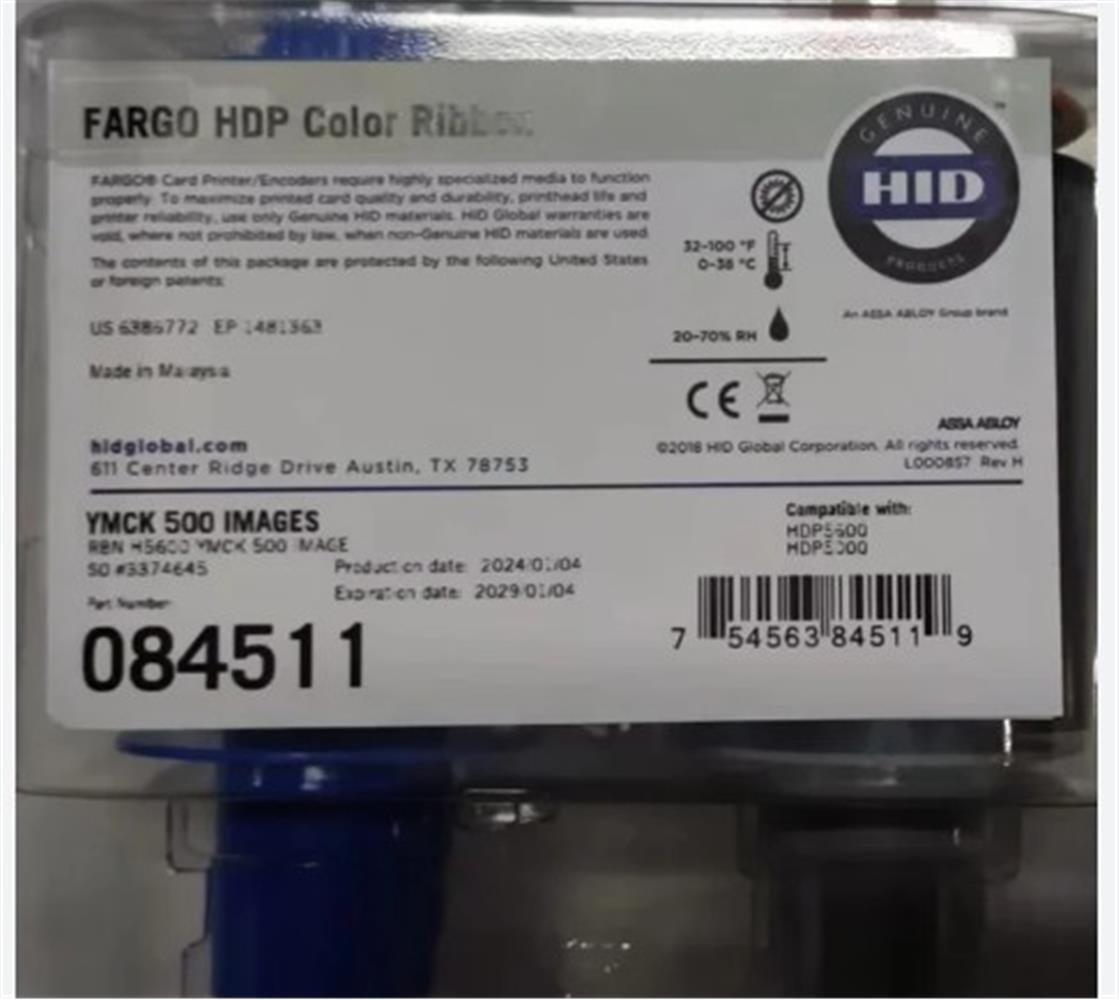 FARGO HDP Color Ribbon
GENUINE
HID
PRODUCTS
™
An ASSA ABLOY Group brand
FARGO® Card Printer/Encoders require highly specialized media to function
properly. To maximize printed card quality and durability, printhead life and
printer reliability, use only Genuine HID materials. HID Global warranties are
void, where not prohibited by law, when non-Genuine HID materials are used.
The contents of this package are protected by the following United States
or foreign patents:
US 6386772 EP 1481363
Made in Malaysia
32-100 °F
0-38 °C
20-70% RH
CE
hidglobal.com
611 Center Ridge Drive Austin, TX 78753
ASSA ABLOY
©2018 HID Global Corporation. All rights reserved.
L000857 Rev H
YMCK 500 IMAGES
RBN H5600 YMCK 500 IMAGE
SO #3374645
Production date: 2024/01/04
Expiration date: 2029/01/04
Part Number:
084511
Compatible with:
HDP5600
HDP5000
7 54563 84511 9